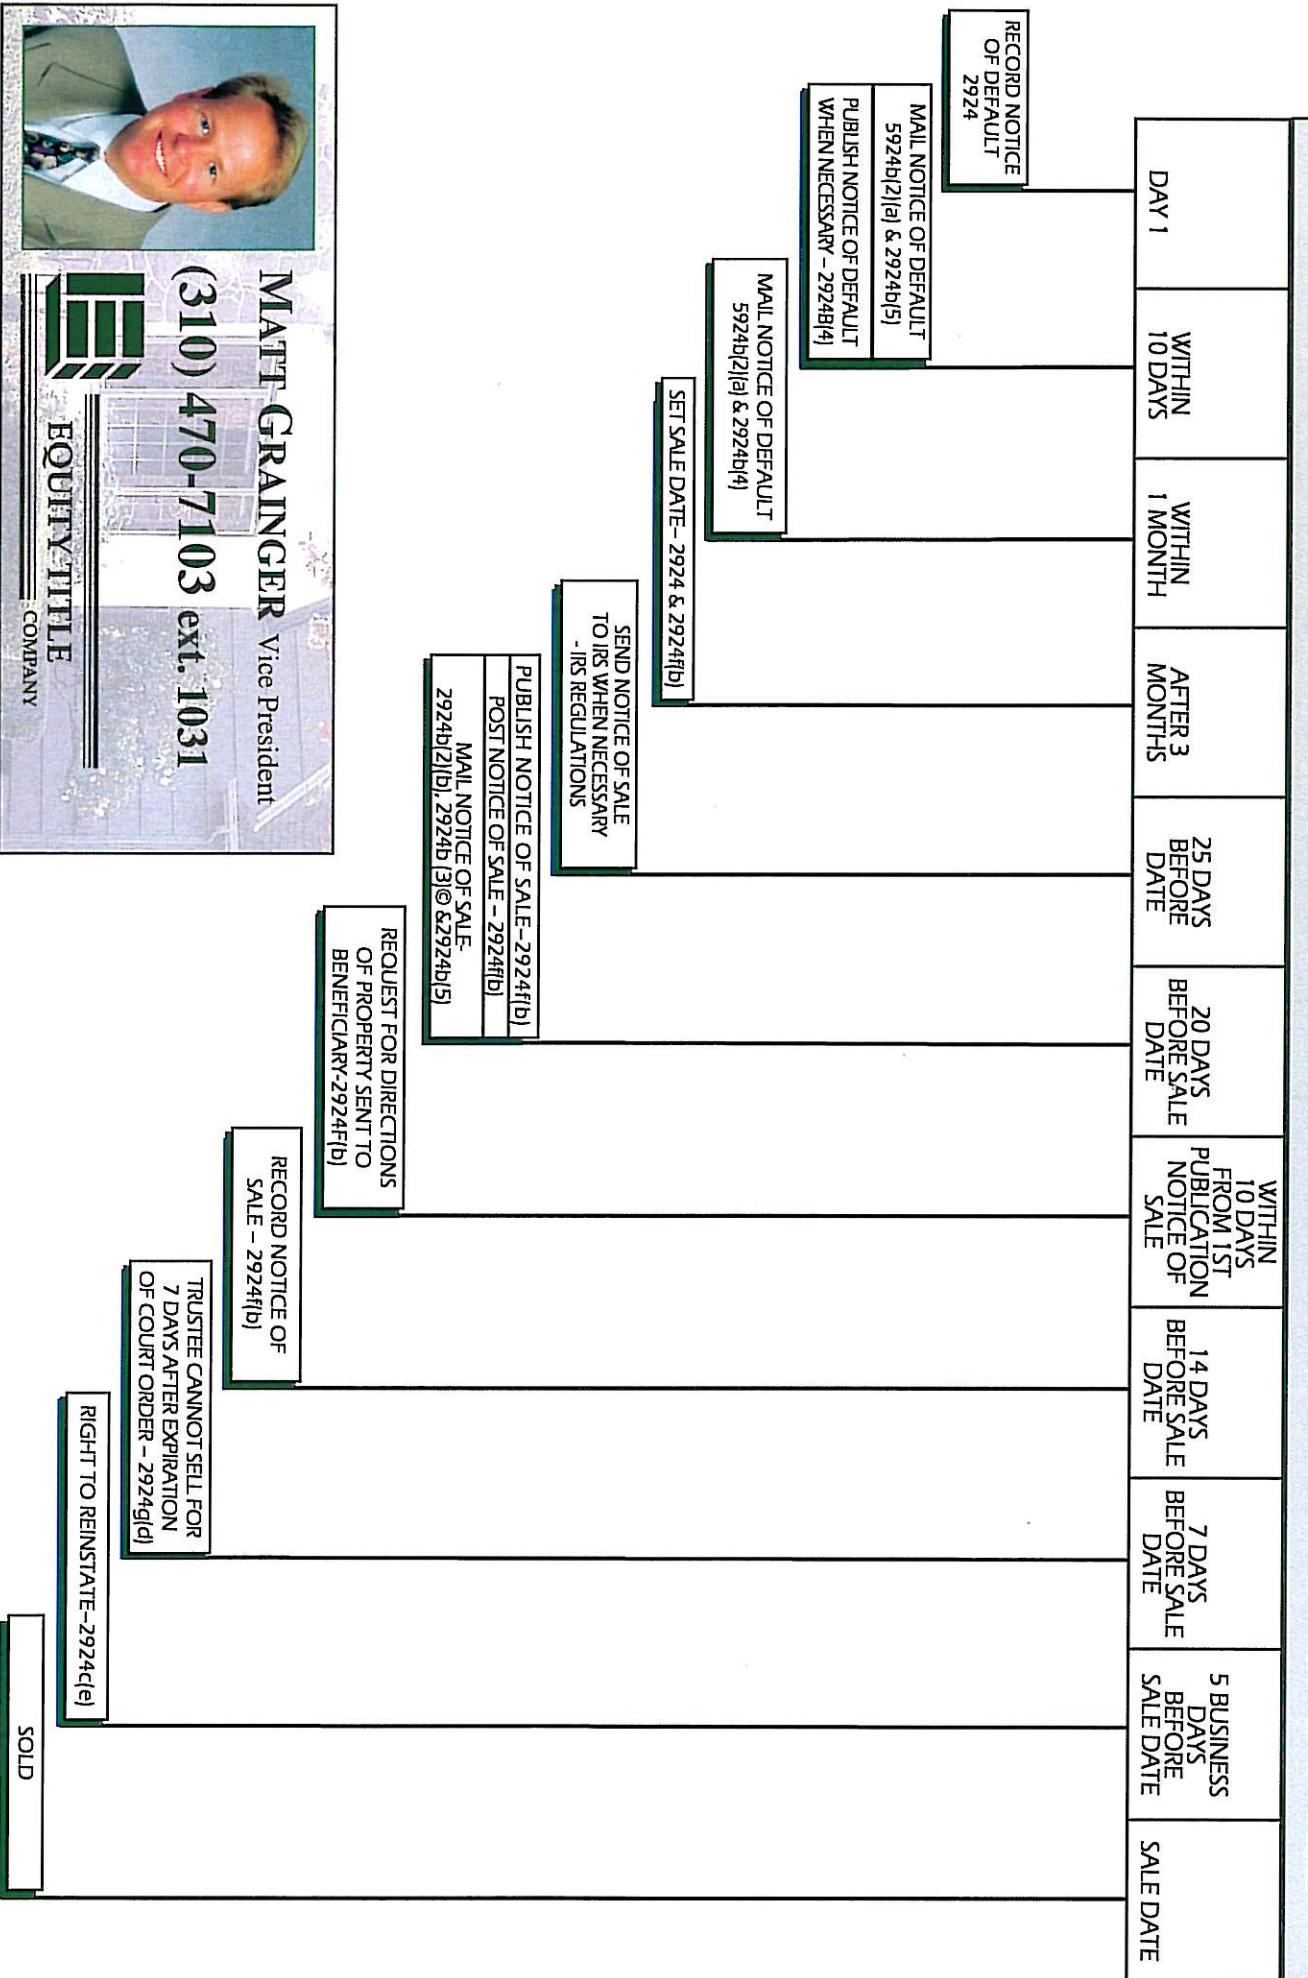 DAY 1
WITHIN
10 DAYS
WITHIN
1 MONTH
AFTER 3
MONTHS
25 DAYS
BEFORE
DATE
20 DAYS
BEFORE SALE
DATE
WITHIN
10 DAYS
FROM 1ST
PUBLICATION
NOTICE OF
SALE
14 DAYS
BEFORE SALE
DATE
7 DAYS
BEFORE SALE
DATE
5 BUSINESS
DAYS
BEFORE
SALE DATE
SALE DATE
RECORD NOTICE
OF DEFAULT
2924
MAIL NOTICE OF DEFAULT
5924b(2)(a) & 2924b(5)
PUBLISH NOTICE OF DEFAULT
WHEN NECESSARY – 2924B(4)
MAIL NOTICE OF DEFAULT
5924b(2)(a) & 2924b(4)
SET SALE DATE– 2924 & 2924f(b)
SEND NOTICE OF SALE
TO IRS WHEN NECESSARY
- IRS REGULATIONS
PUBLISH NOTICE OF SALE–2924f(b)
POST NOTICE OF SALE – 2924f(b)
MAIL NOTICE OF SALE-
2924b(2)(b), 2924b (3)© &2924b(5)
REQUEST FOR DIRECTIONS
OF PROPERTY SENT TO
BENEFICIARY-2924F(b)
RECORD NOTICE OF
SALE – 2924f(b)
TRUSTEE CANNOT SELL FOR
7 DAYS AFTER EXPIRATION
OF COURT ORDER – 2924g(d)
RIGHT TO REINSTATE–2924c(e)
SOLD
MATT GRAINGER Vice President
(310) 470-7103 ext. 1031
EQUITY TITLE
COMPANY